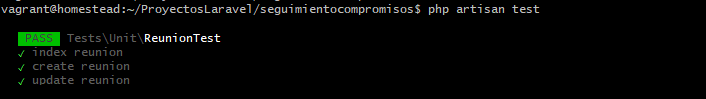 vagrant@homestead:~/ProyectosLaravel/seguimientocompromisos$ php artisan test
PASS Tests\Unit\ReunionTest
✓ index reunion
✓ create reunion
✓ update reunion